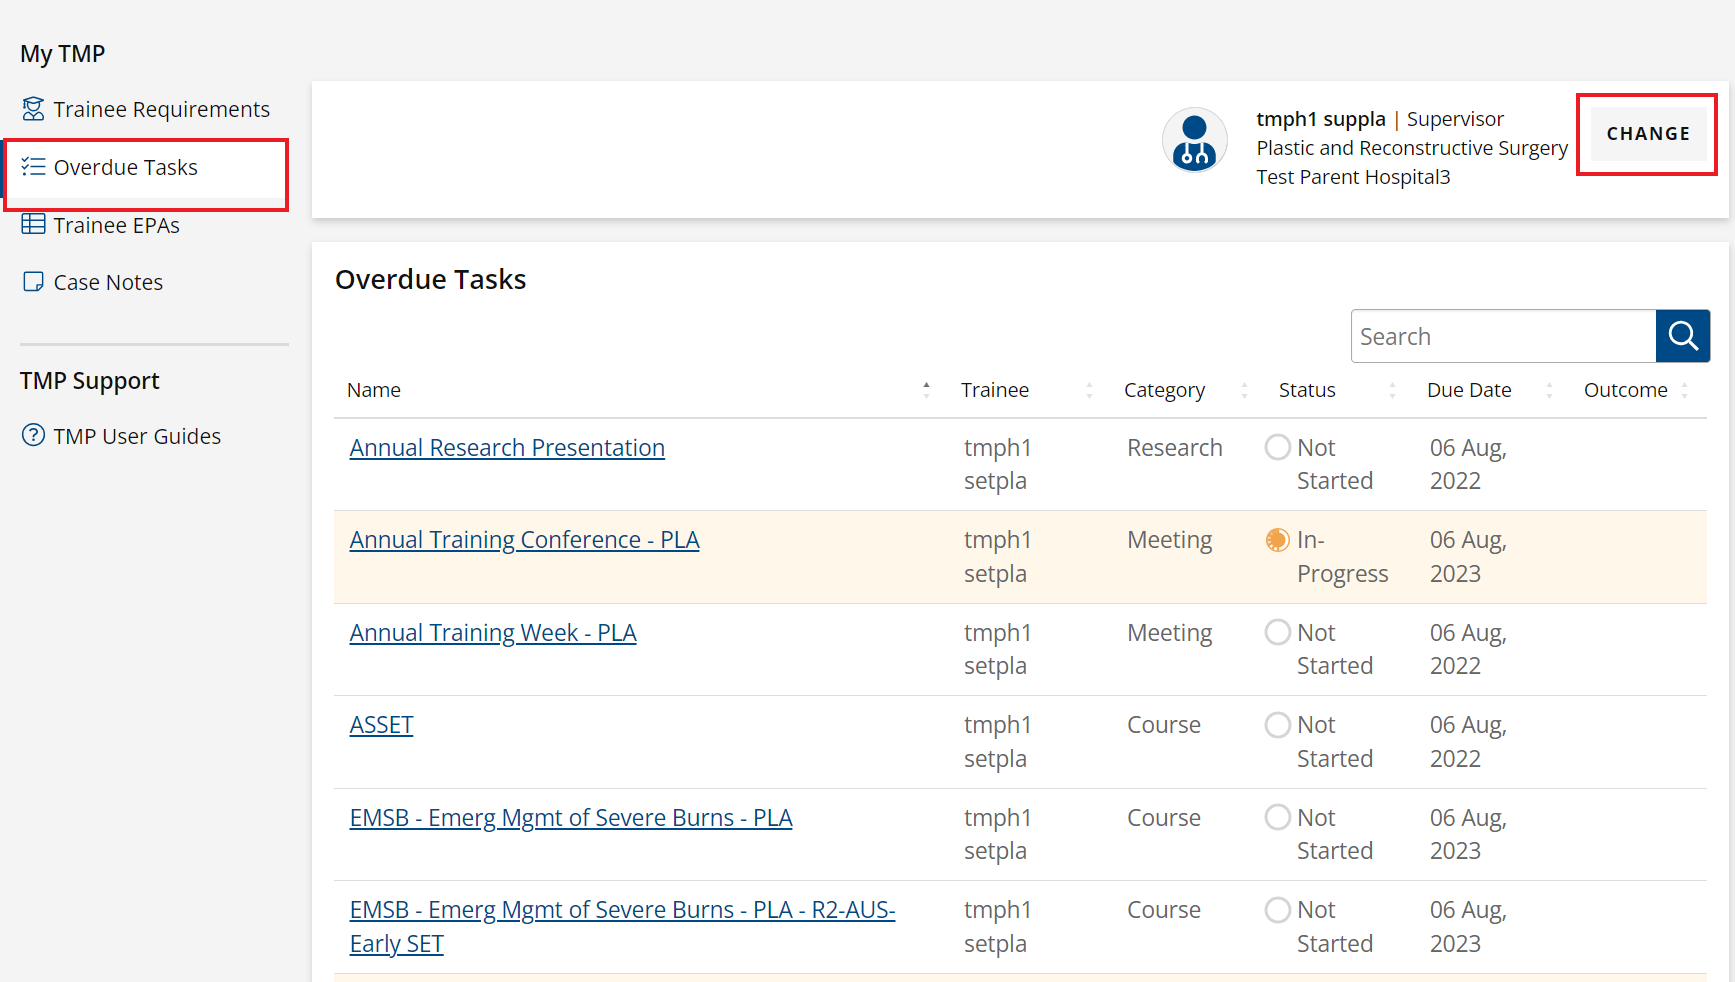 My TMP
Trainee Requirements
Overdue Tasks
Trainee EPAs
Case Notes
TMP Support
TMP User Guides
tmph1 suppla | Supervisor
Plastic and Reconstructive Surgery
Test Parent Hospital3
CHANGE
Overdue Tasks
Search
Name Trainee Category Status Due Date Outcome
Annual Research Presentation tmph1 Research Not 06 Aug,
setpla Started 2022
Annual Training Conference - PLA tmph1 Meeting In- 06 Aug,
setpla Progress 2023
Annual Training Week - PLA tmph1 Meeting Not 06 Aug,
setpla Started 2022
ASSET tmph1 Course Not 06 Aug,
setpla Started 2022
EMSB - Emerg Mgmt of Severe Burns - PLA tmph1 Course Not 06 Aug,
setpla Started 2023
EMSB - Emerg Mgmt of Severe Burns - PLA - R2-AUS- tmph1 Course Not 06 Aug,
Early SET setpla Started 2023